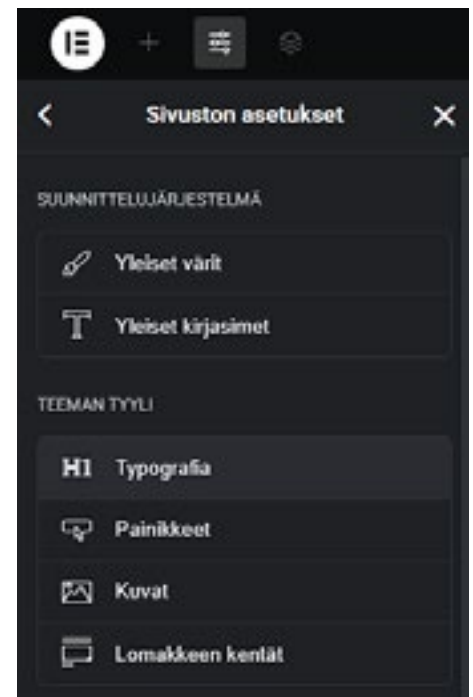 Sivuston asetukset
SUUNNITTELUJÄRJESTELMÄ
Yleiset värit
Yleiset kirjasimet
TEEMAN TYYLI
H1 Typografia
Painikkeet
Kuvat
Lomakkeen kentät